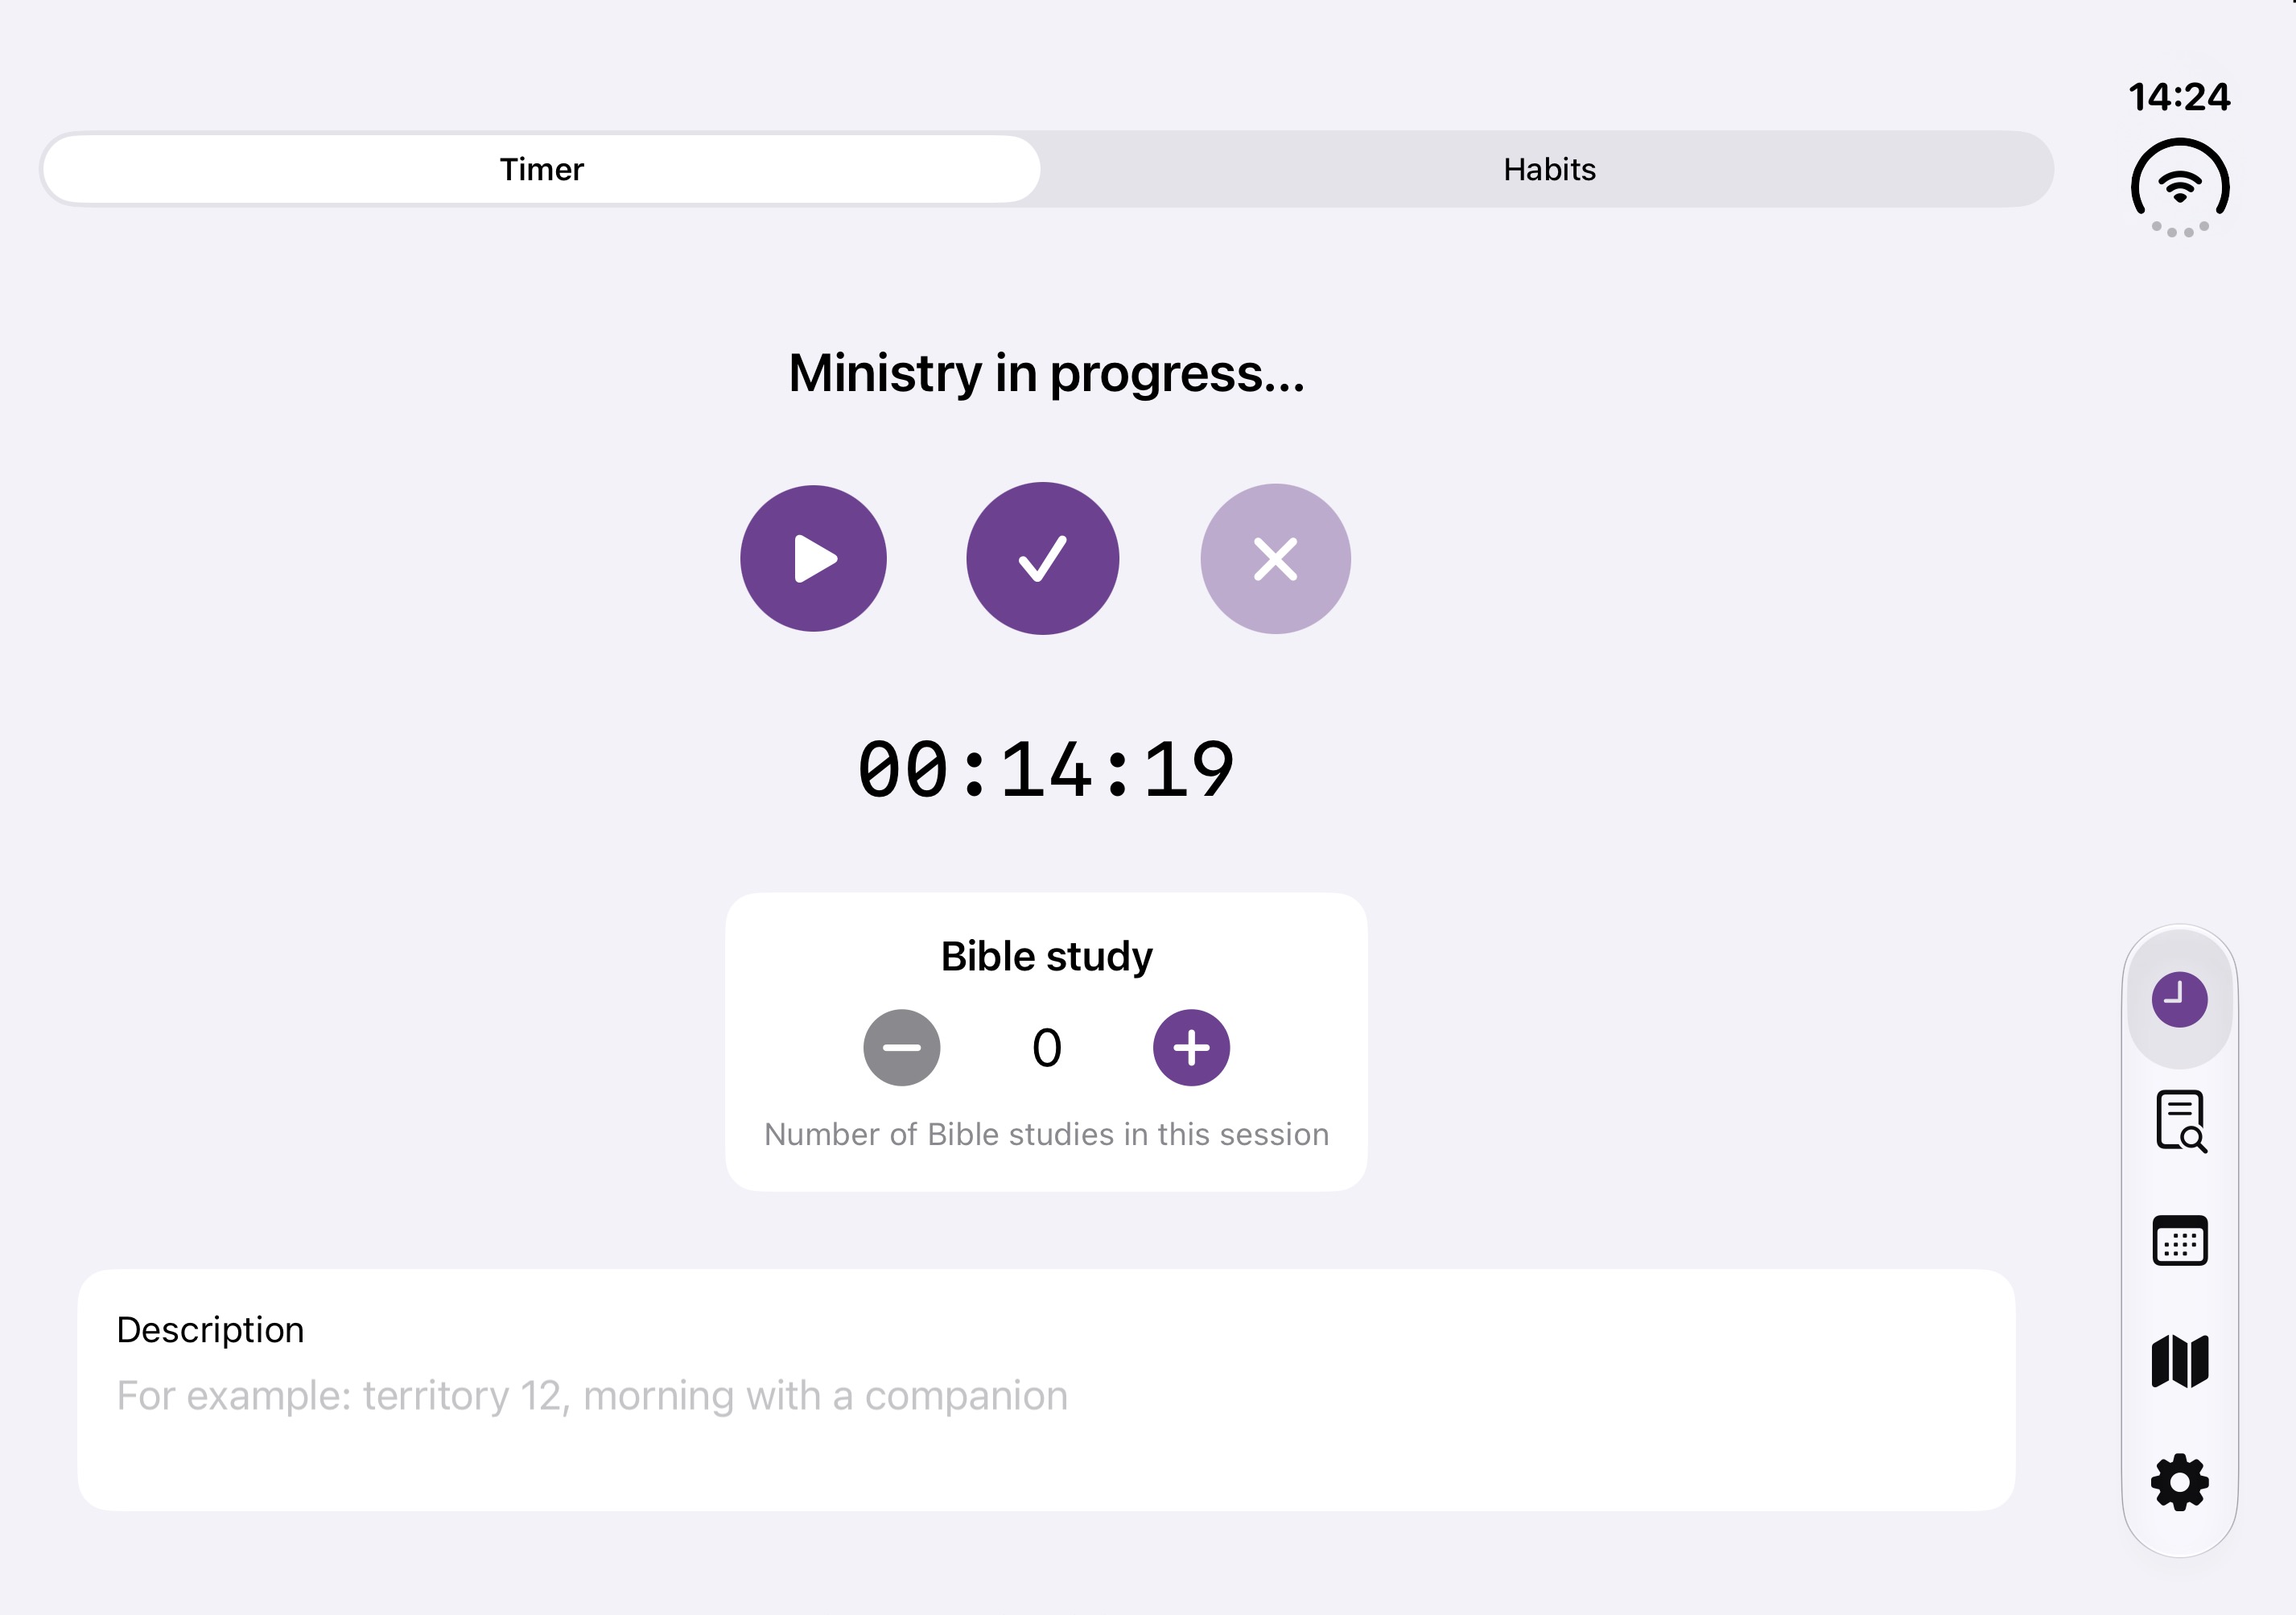 14:24
Timer
Habits
Ministry in progress...
00:14:19
Bible study
0
Number of Bible studies in this session
Description
For example: territory 12, morning with a companion